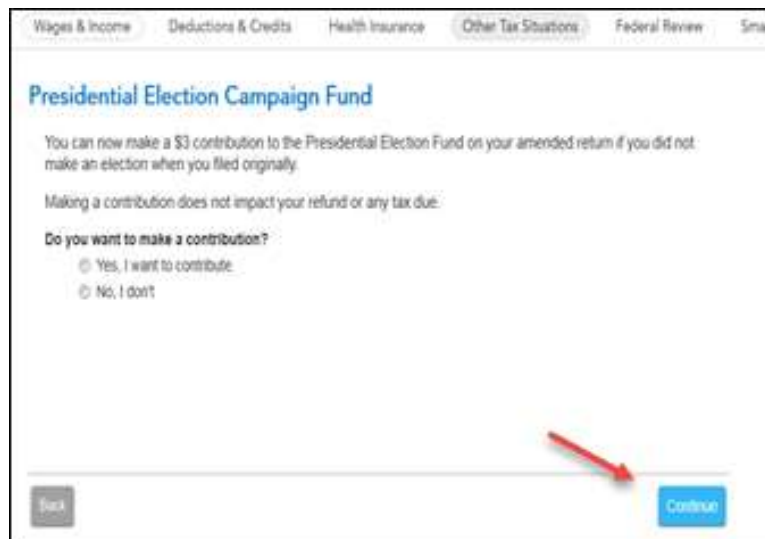 Wages & Income Deductions & Credits Health Insurance Other Tax Situations Federal Review Sma
Presidential Election Campaign Fund
You can now make a $3 contribution to the Presidential Election Fund on your amended return if you did not
make an election when you filed originally.
Making a contribution does not impact your refund or any tax due.
Do you want to make a contribution?
Yes, I want to contribute
No, I don't
Back Continue